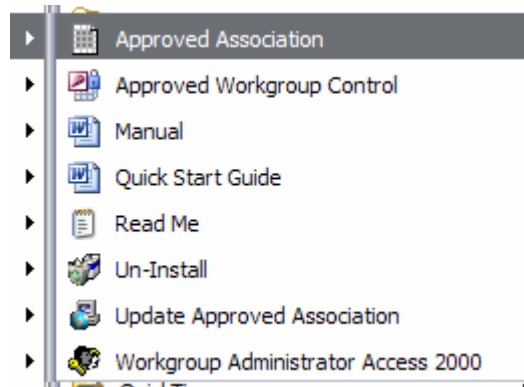 Approved Association
Approved Workgroup Control
Manual
Quick Start Guide
Read Me
Un-Install
Update Approved Association
Workgroup Administrator Access 2000